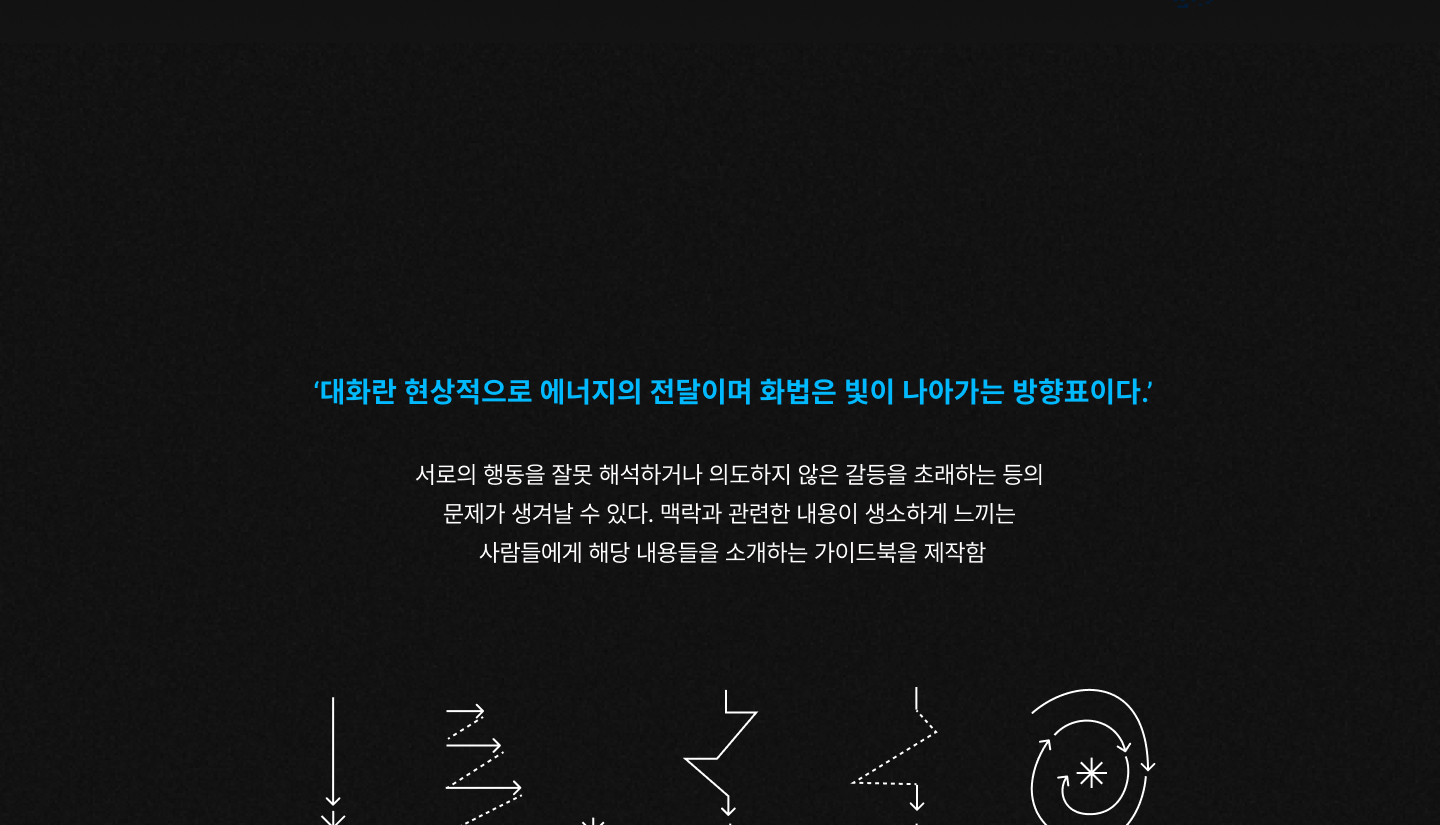 ‘대화란 현상적으로 에너지의 전달이며 화법은 빛이 나아가는 방향표이다.’
서로의 행동을 잘못 해석하거나 의도하지 않은 갈등을 초래하는 등의
문제가 생겨날 수 있다. 맥락과 관련한 내용이 생소하게 느끼는
사람들에게 해당 내용들을 소개하는 가이드북을 제작함